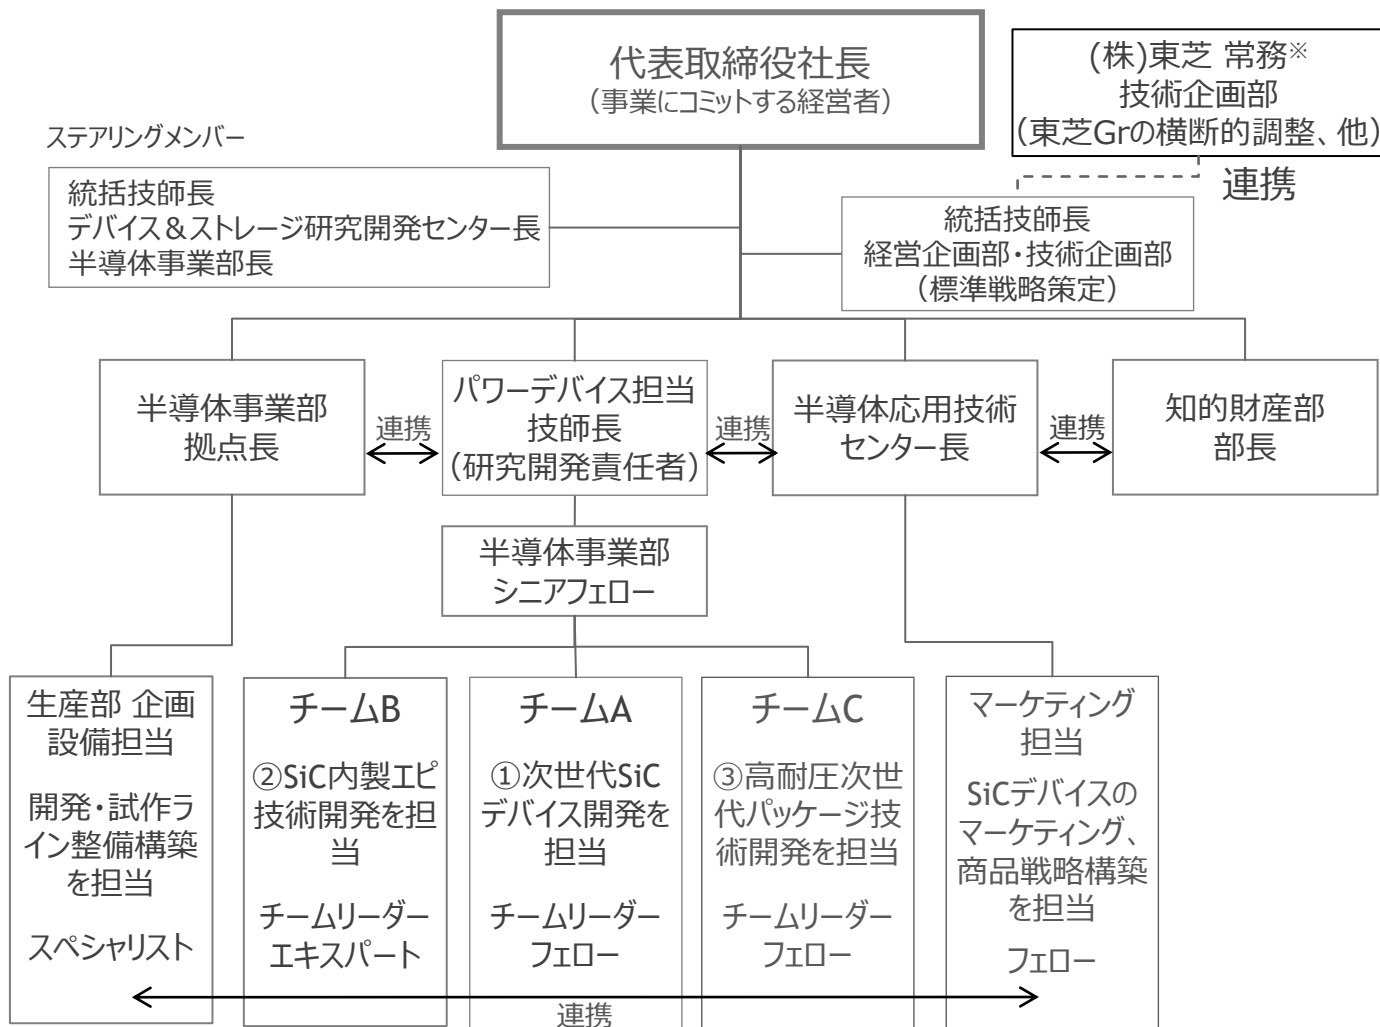 代表取締役社長
（事業にコミットする経営者）
(株)東芝 常務※
技術企画部
（東芝Grの横断的調整、他）
連携
ステアリングメンバー
統括技師長
デバイス＆ストレージ研究開発センター長
半導体事業部長
統括技師長
経営企画部・技術企画部
（標準戦略策定）
半導体事業部
拠点長
連携
パワーデバイス担当
技師長
（研究開発責任者）
連携
半導体応用技術
センター長
連携
知的財産部
部長
半導体事業部
シニアフェロー
生産部 企画
設備担当
開発・試作ラ
イン整備構築
を担当
スペシャリスト
チームB
②SiC内製エピ
技術開発を担
当
チームリーダー
エキスパート
チームA
①次世代SiC
デバイス開発を
担当
チームリーダー
フェロー
チームC
③高耐圧次世
代パッケージ技
術開発を担当
チームリーダー
フェロー
マーケティング
担当
SiCデバイスの
マーケティング、
商品戦略構築
を担当
フェロー
連携